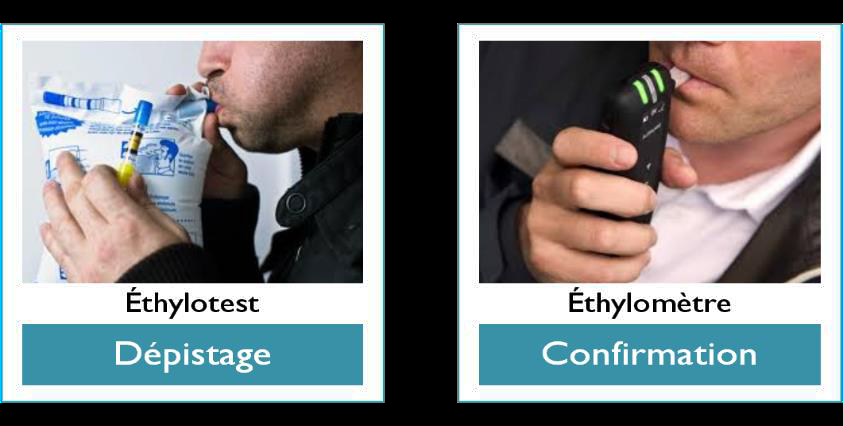 Éthylotest
Dépistage
Éthylomètre
Confirmation